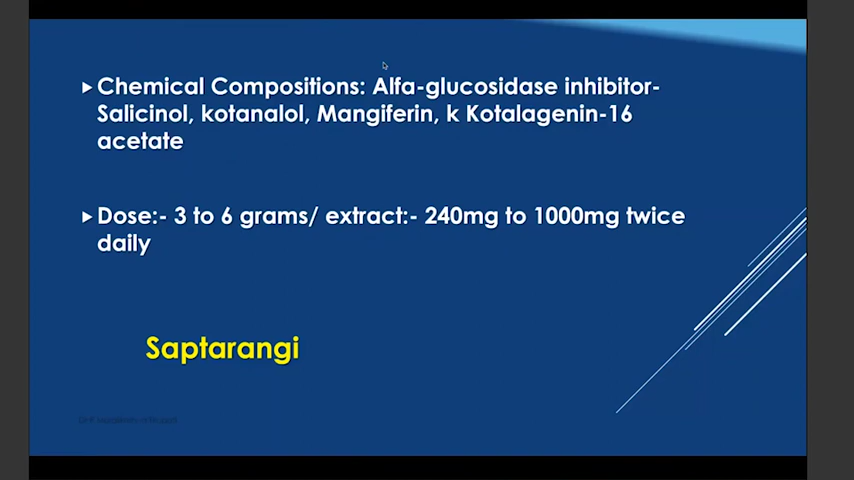 Chemical Compositions: Alfa-glucosidase inhibitor-
Salicinol, kotanalol, Mangiferin, k Kotalagenin-16
acetate
Dose:- 3 to 6 grams/ extract:- 240mg to 1000mg twice
daily
Saptarangi